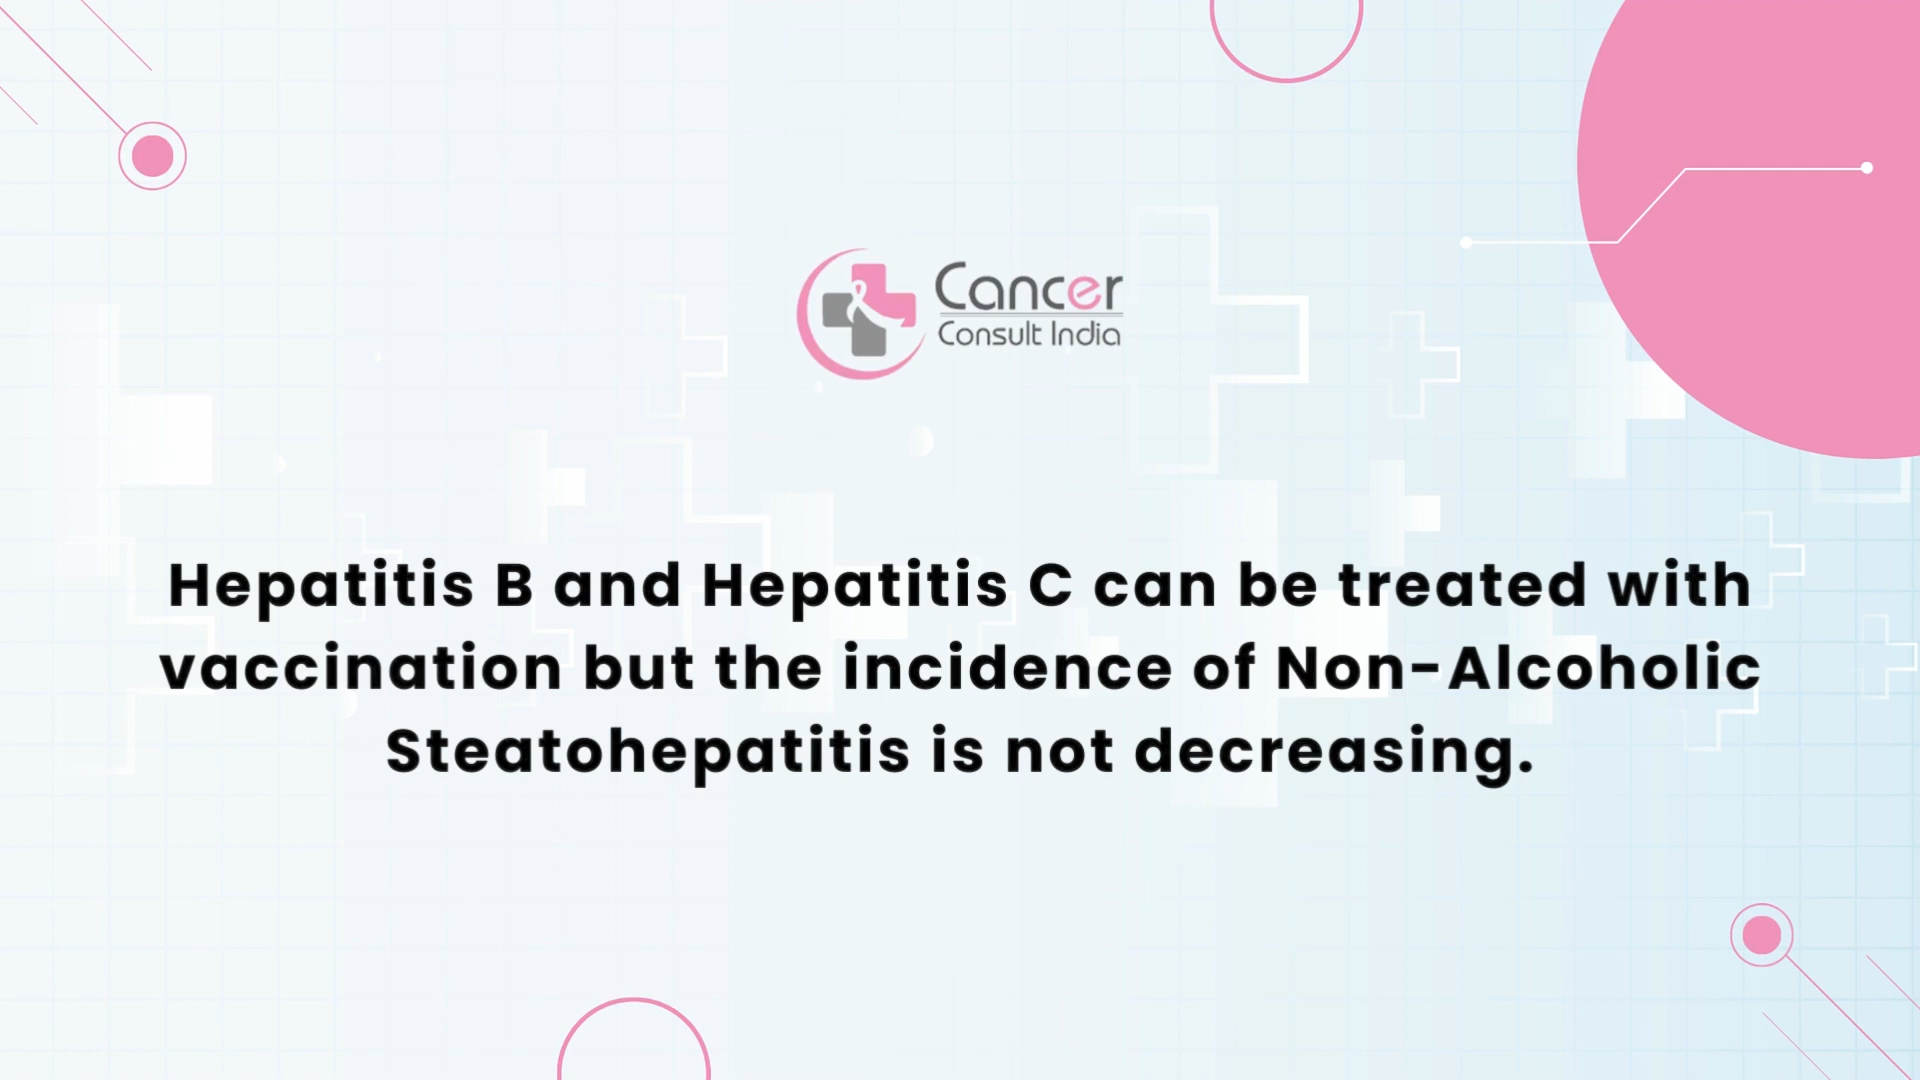 Cancer
Consult India
Hepatitis B and Hepatitis C can be treated with
vaccination but the incidence of Non-Alcoholic
Steatohepatitis is not decreasing.